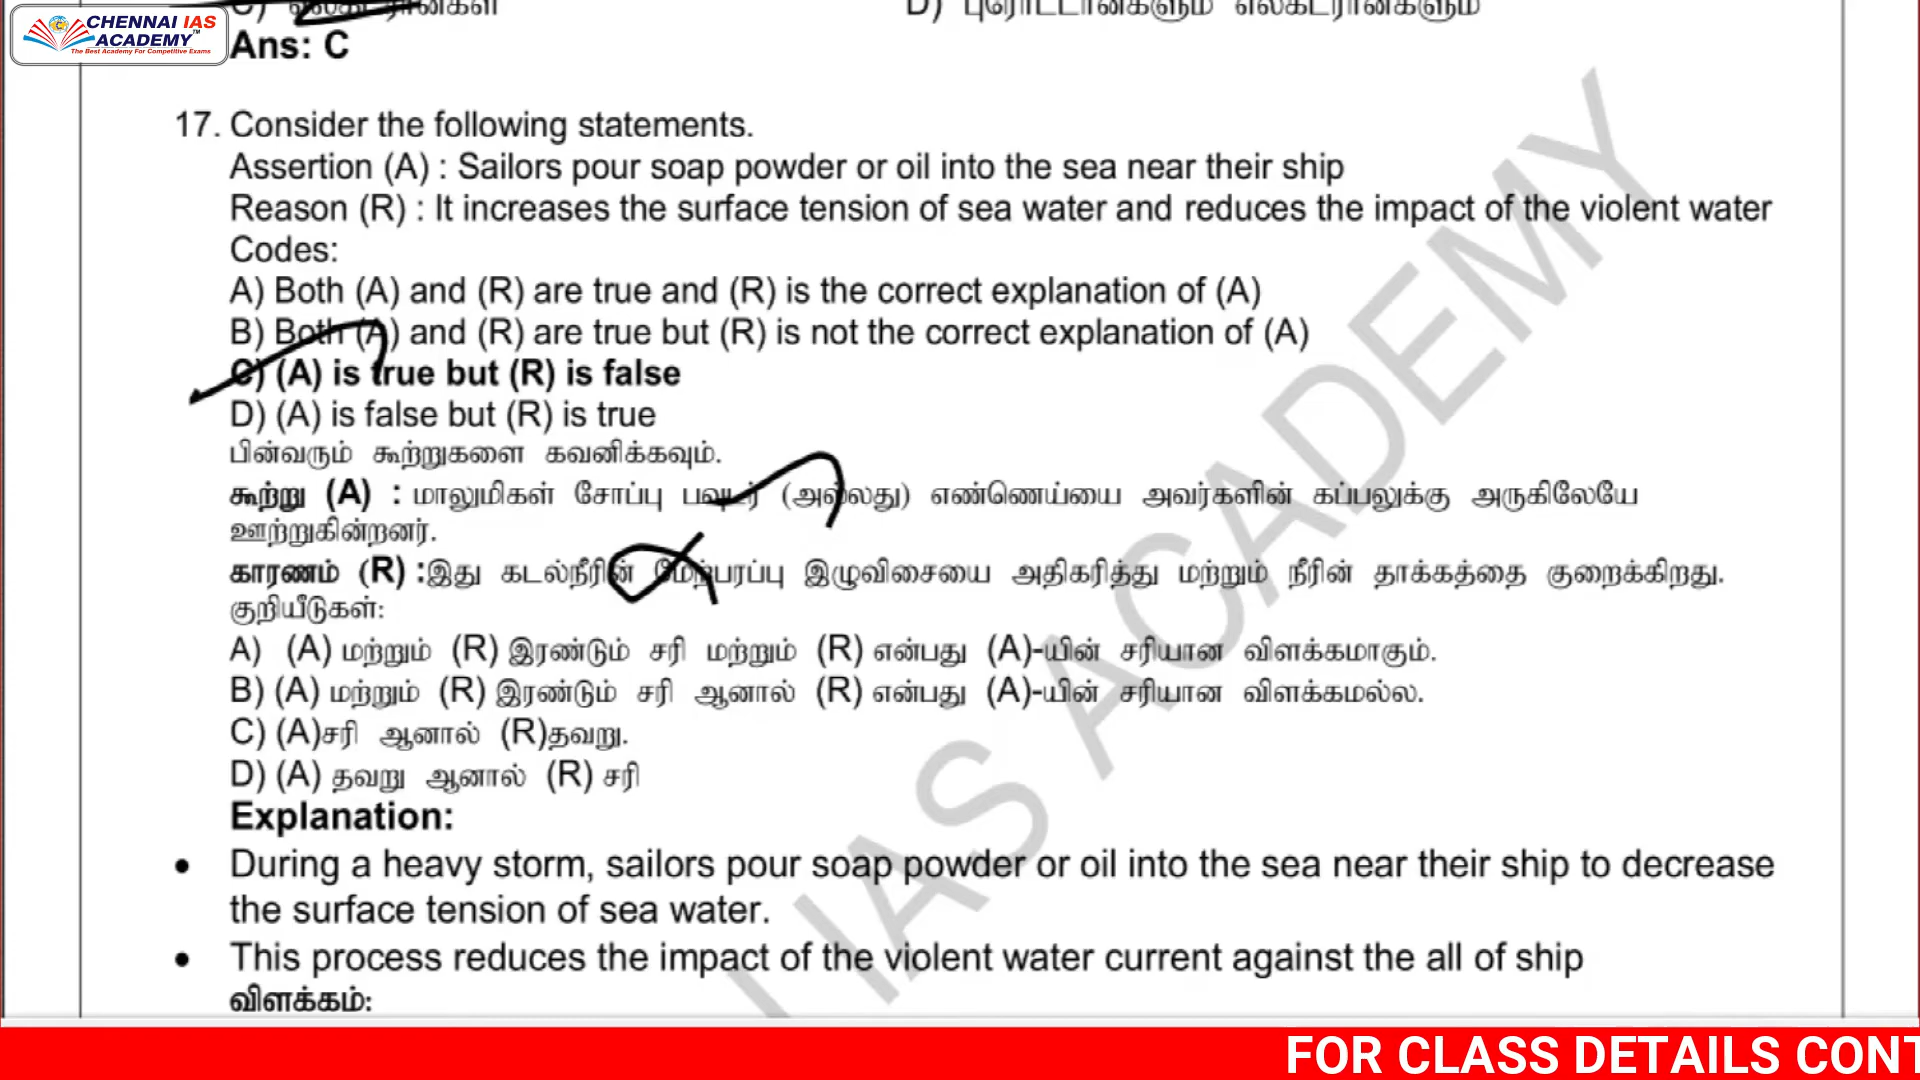 CHENNAI IAS
ACADEMY™
The Best Academy For Competitive Exams
D) புரோட்டான்களும் எலக்ட்ரான்களும்
Ans: C
17. Consider the following statements.
Assertion (A) : Sailors pour soap powder or oil into the sea near their ship
Reason (R) : It increases the surface tension of sea water and reduces the impact of the violent water
Codes:
A) Both (A) and (R) are true and (R) is the correct explanation of (A)
B) Both (A) and (R) are true but (R) is not the correct explanation of (A)
C) (A) is true but (R) is false
D) (A) is false but (R) is true
பின்வரும் கூற்றுகளை கவனிக்கவும்.
கூற்று (A) : மாலுமிகள் சோப்பு பவுடர் (அல்லது) எண்ணெய்யை அவர்களின் கப்பலுக்கு அருகிலேயே
ஊற்றுகின்றனர்.
காரணம் (R) :இது கடல்நீரின் மேற்பரப்பு இழுவிசையை அதிகரித்து மற்றும் நீரின் தாக்கத்தை குறைக்கிறது.
குறியீடுகள்:
A) (A) மற்றும் (R) இரண்டும் சரி மற்றும் (R) என்பது (A)-யின் சரியான விளக்கமாகும்.
B) (A) மற்றும் (R) இரண்டும் சரி ஆனால் (R) என்பது (A)-யின் சரியான விளக்கமல்ல.
C) (A)சரி ஆனால் (R)தவறு.
D) (A) தவறு ஆனால் (R) சரி
Explanation:
• During a heavy storm, sailors pour soap powder or oil into the sea near their ship to decrease
the surface tension of sea water.
• This process reduces the impact of the violent water current against the all of ship
விளக்கம்:
IAS ACADEMY
FOR CLASS DETAILS CONT